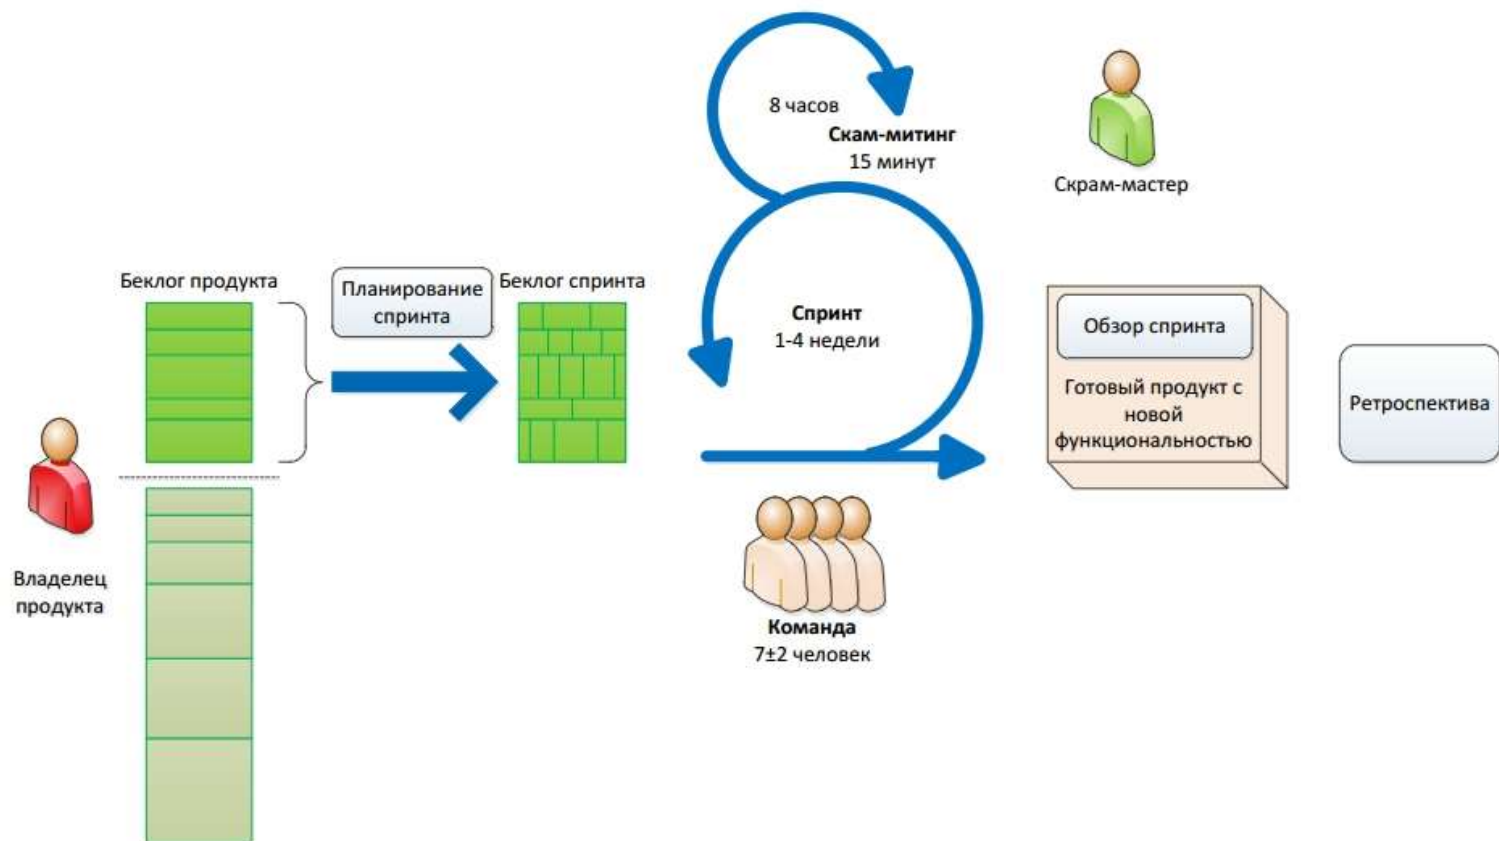 8 часов
Скам-митинг
15 минут
Скрам-мастер
Беклог продукта
Планирование
спринта
Беклог спринта
Спринт
1-4 недели
Обзор спринта
Готовый продукт с
новой
функциональностью
Ретроспектива
Владелец
продукта
Команда
7±2 человек